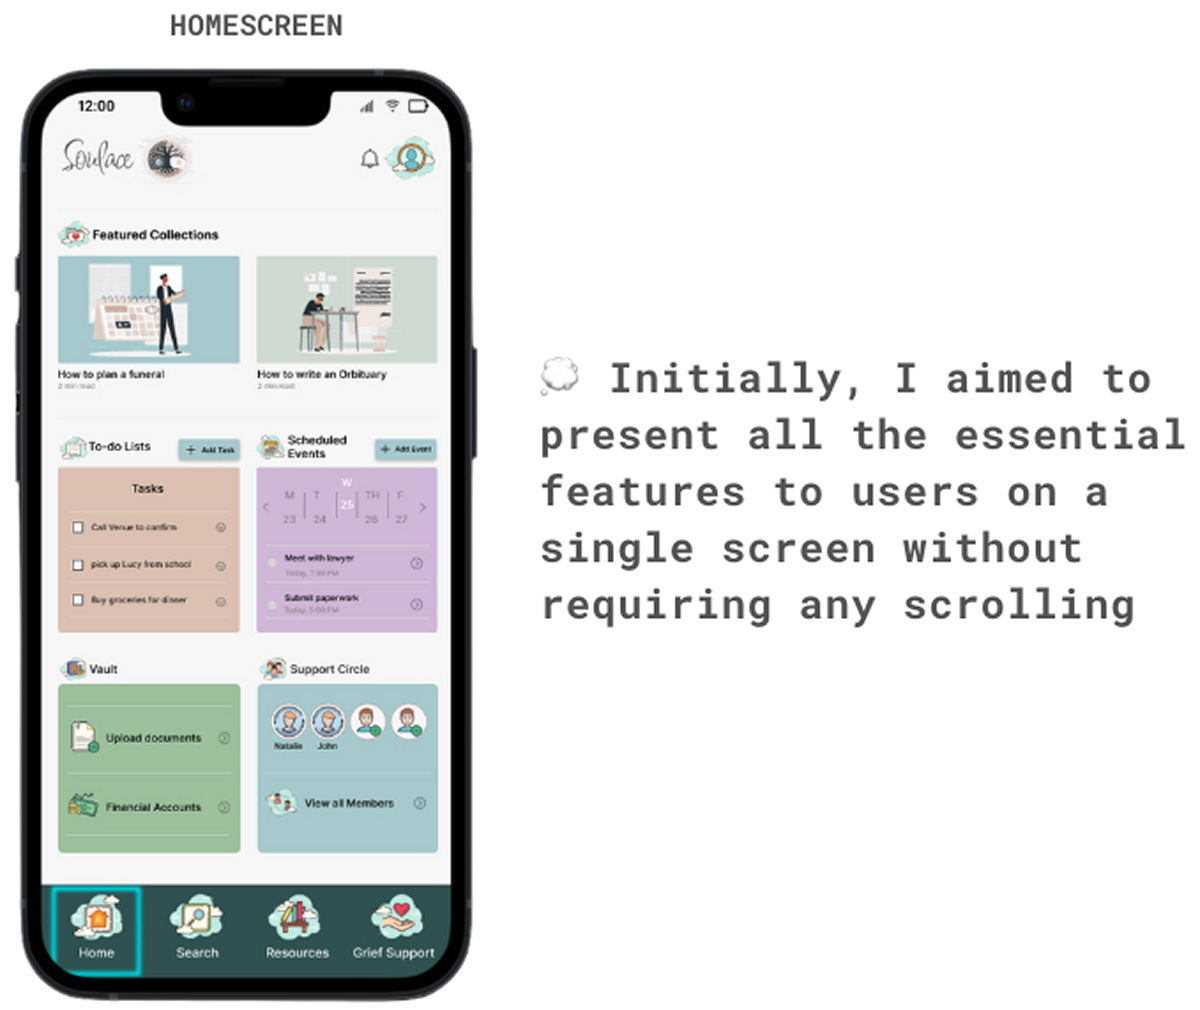 HOMESCREEN
12:00
Soulace
Featured Collections
How to plan a funeral
2 min read
How to write an Orbituary
2 min read
To-do Lists
+ Add Task
Scheduled
Events
+ Add Event
Tasks
Call Venue to confirm
pick up Lucy from school
Buy groceries for dinner
M T W TH F
23 24 25 26 27
Meet with lawyer
Today, 1:30 PM
Submit paperwork
Today, 5:00 PM
Vault
Upload documents
Financial Accounts
Support Circle
Natalie John
View all Members
Home Search Resources Grief Support
Initially, I aimed to
present all the essential
features to users on a
single screen without
requiring any scrolling